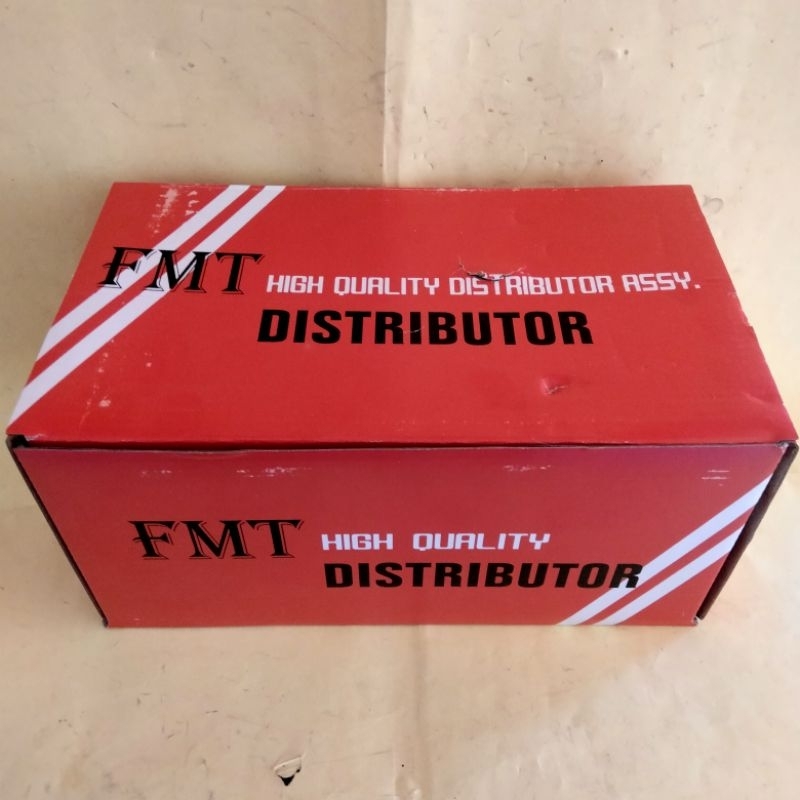 FMT HIGH QUALITY DISTRIBUTOR ASSY.
DISTRIBUTOR
FMT HIGH QUALITY
DISTRIBUTOR